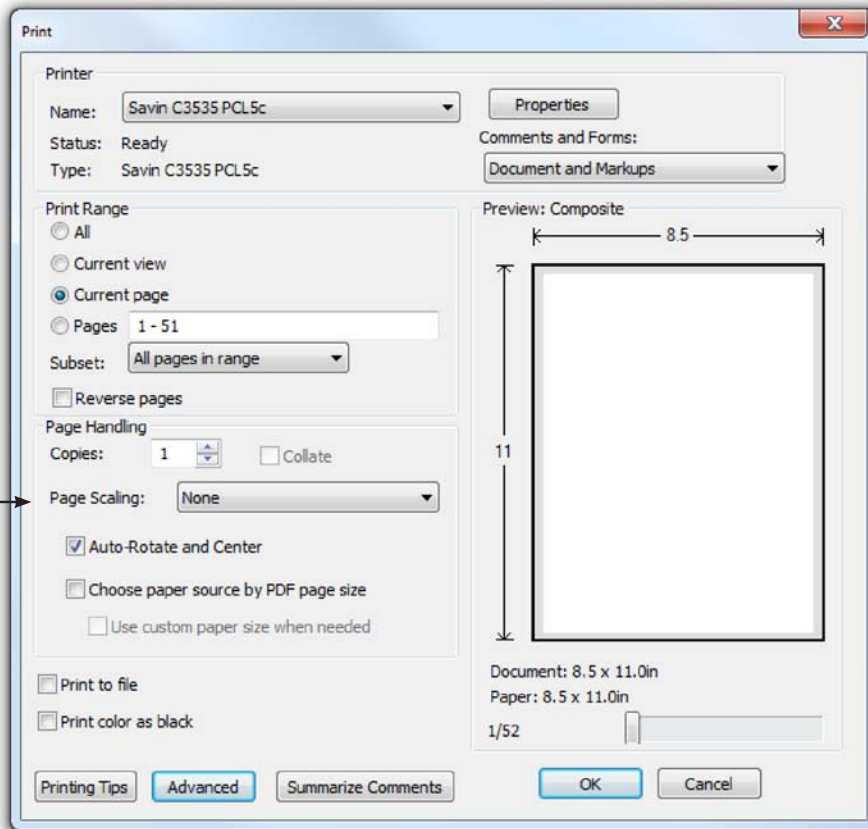 Print
Printer
Name: Savin C3535 PCL5c Properties
Status: Ready Comments and Forms:
Type: Savin C3535 PCL5c Document and Markups
Print Range
All
Current view
Current page
Pages 1 - 51
Subset: All pages in range
Reverse pages
Page Handling
Copies: 1 Collate
Page Scaling: None
Auto-Rotate and Center
Choose paper source by PDF page size
Use custom paper size when needed
Print to file
Print color as black
Preview: Composite
8.5
11
Document: 8.5 x 11.0in
Paper: 8.5 x 11.0in
1/52
Printing Tips Advanced Summarize Comments OK Cancel